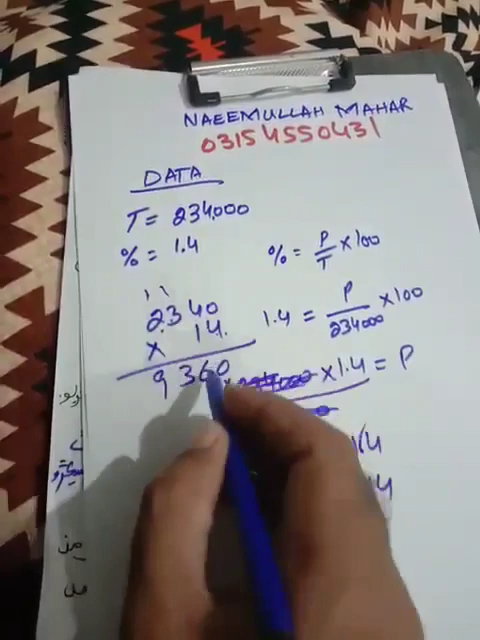 NAEEMULLAH MAHAR
03154550431
DATA
T = 234000
% = 1.4
% = P/T × 100
2340
× 14
9360
1.4 = P/234000 × 100
× 1.4 = P